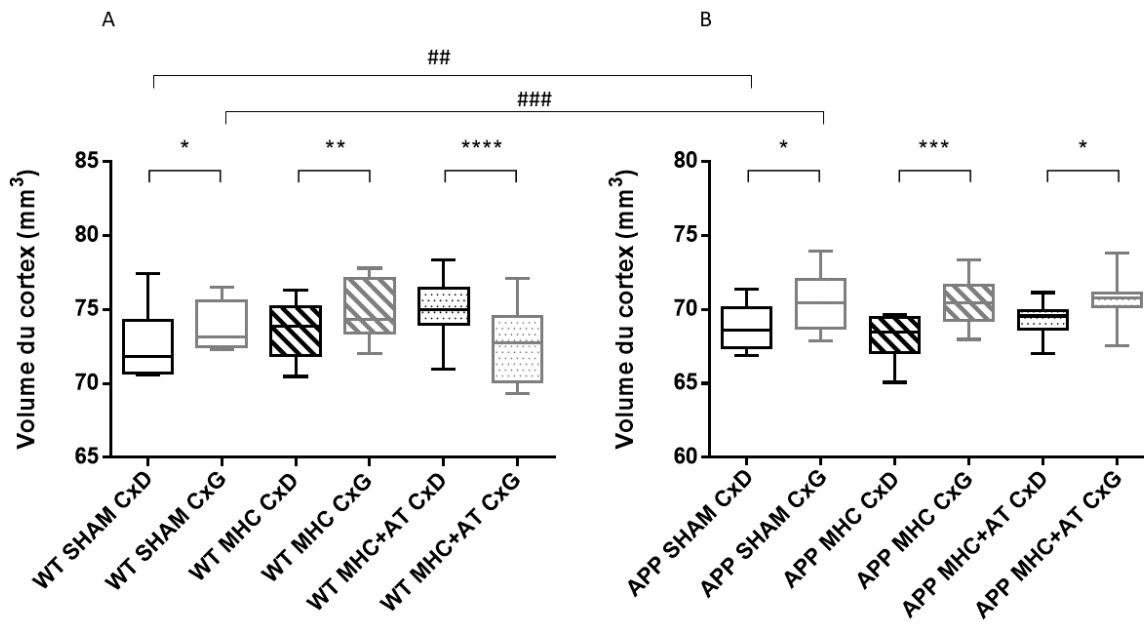 A
B
##
###
* ** ****
* *** *
Volume du cortex (mm³)
85
80
75
70
65
WT SHAM CxD
WT SHAM CxG
WT MHC CxD
WT MHC CxG
WT MHC+AT CxD
WT MHC+AT CxG
Volume du cortex (mm³)
80
75
70
65
60
APP SHAM CxD
APP SHAM CxG
APP MHC CxD
APP MHC CxG
APP MHC+AT CxD
APP MHC+AT CxG